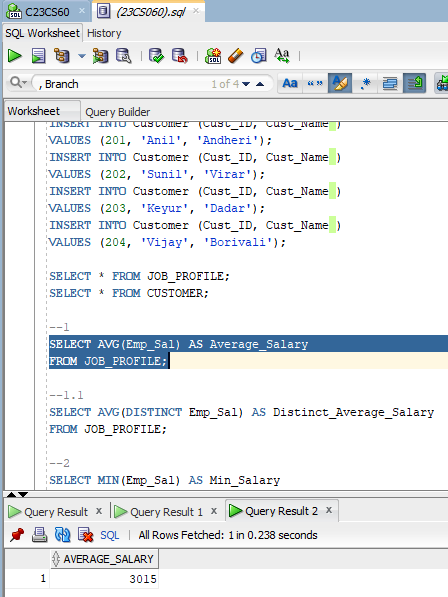 C23CS60 × (23CS060).sql ×
SQL Worksheet History
, Branch 1 of 4 Aa “” .*
Worksheet Query Builder
INSERT INTO Customer (Cust_ID, Cust_Name )
VALUES (201, 'Anil', 'Andheri');
INSERT INTO Customer (Cust_ID, Cust_Name )
VALUES (202, 'Sunil', 'Virar');
INSERT INTO Customer (Cust_ID, Cust_Name )
VALUES (203, 'Keyur', 'Dadar');
INSERT INTO Customer (Cust_ID, Cust_Name )
VALUES (204, 'Vijay', 'Borivali');
SELECT * FROM JOB_PROFILE;
SELECT * FROM CUSTOMER;
--1
SELECT AVG(Emp_Sal) AS Average_Salary
FROM JOB_PROFILE;
--1.1
SELECT AVG(DISTINCT Emp_Sal) AS Distinct_Average_Salary
FROM JOB_PROFILE;
--2
SELECT MIN(Emp_Sal) AS Min_Salary
Query Result × Query Result 1 × Query Result 2 ×
SQL All Rows Fetched: 1 in 0.238 seconds
AVERAGE_SALARY
1 3015